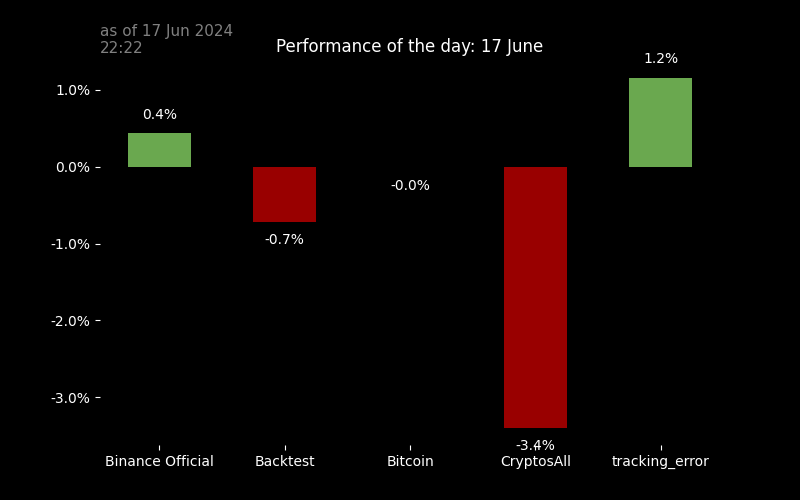 as of 17 Jun 2024
22:22
Performance of the day: 17 June
1.2%
1.0%
0.4%
0.0%
-0.0%
-0.7%
-1.0%
-2.0%
-3.0%
-3.4%
Binance Official
Backtest
Bitcoin
CryptosAll
tracking_error